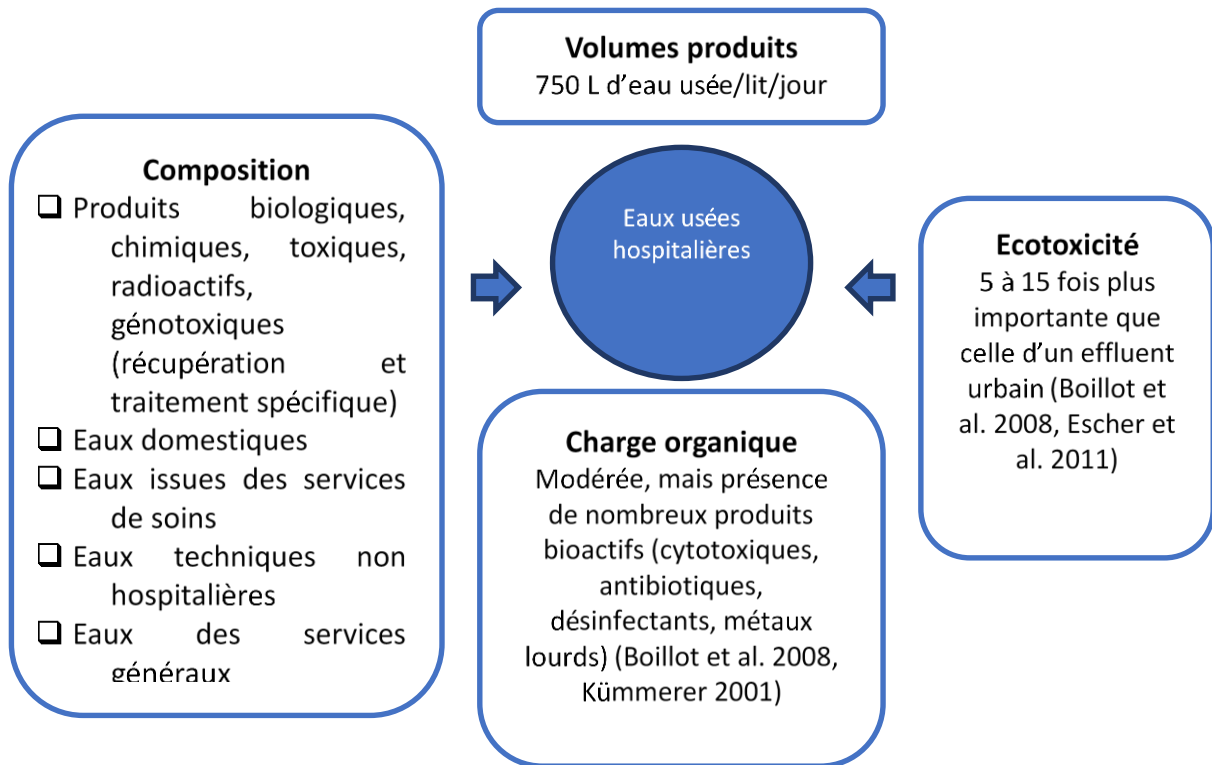 Volumes produits
750 L d'eau usée/lit/jour
Composition
❑ Produits biologiques,
chimiques, toxiques,
radioactifs,
génotoxiques
(récupération et
traitement spécifique)
❑ Eaux domestiques
❑ Eaux issues des services
de soins
❑ Eaux techniques non
hospitalières
❑ Eaux des services
généraux
Eaux usées
hospitalières
Charge organique
Modérée, mais présence
de nombreux produits
bioactifs (cytotoxiques,
antibiotiques,
désinfectants, métaux
lourds) (Boillot et al. 2008,
Kümmerer 2001)
Ecotoxicité
5 à 15 fois plus
importante que
celle d'un effluent
urbain (Boillot et
al. 2008, Escher et
al. 2011)